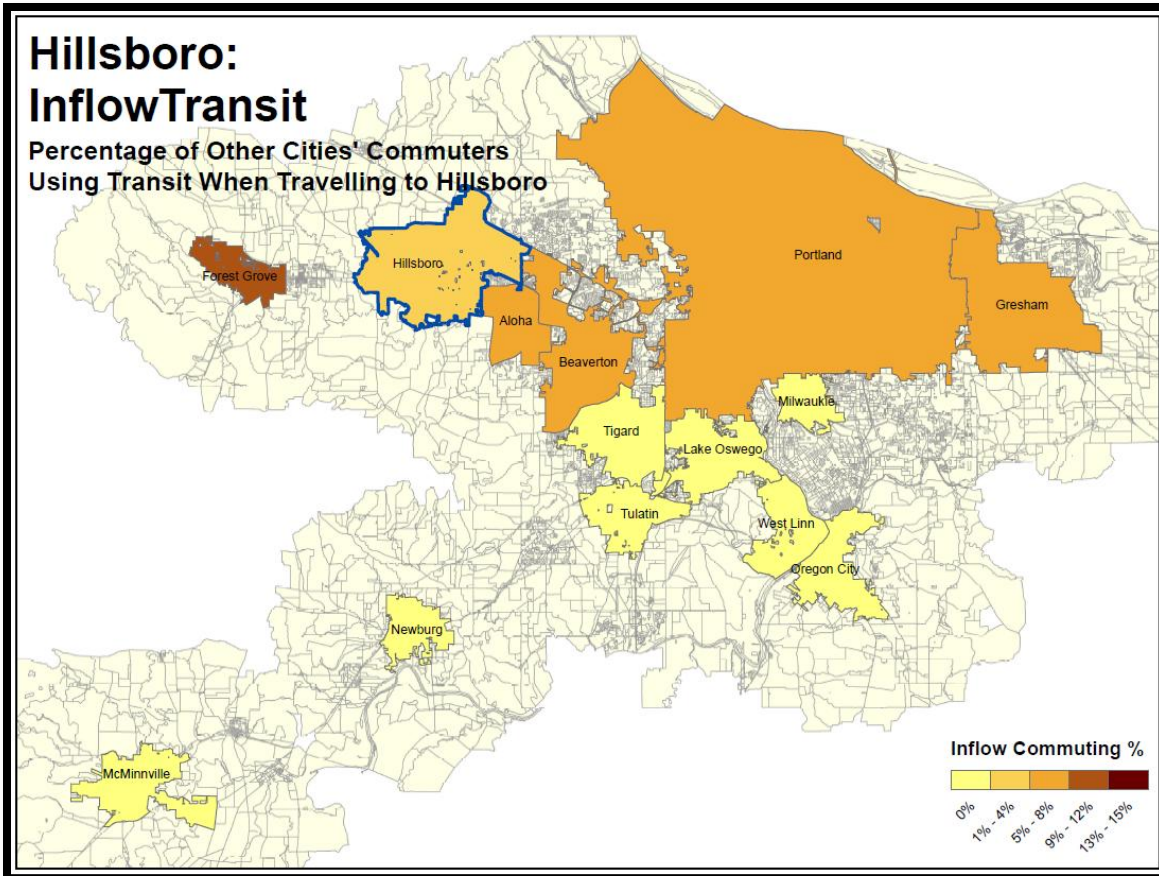 Hillsboro:
InflowTransit
Percentage of Other Cities' Commuters
Using Transit When Travelling to Hillsboro
Forest Grove
Hillsboro
Portland
Gresham
Aloha
Beaverton
Milwaukie
Tigard
Lake Oswego
Tulatin
West Linn
Oregon City
Newburg
McMinnville
Inflow Commuting %
0%
1% - 4%
5% - 8%
9% - 12%
13% - 15%